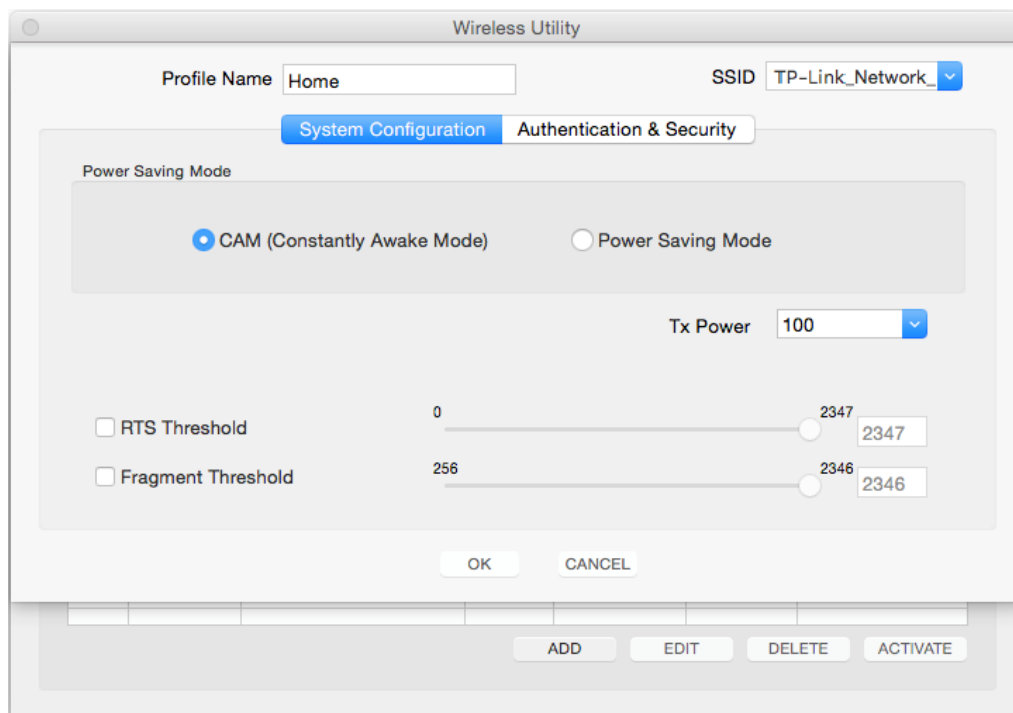 Wireless Utility
Profile Name Home SSID TP-Link_Network_
System Configuration Authentication & Security
Power Saving Mode
CAM (Constantly Awake Mode) Power Saving Mode
Tx Power 100
RTS Threshold 0 2347 2347
Fragment Threshold 256 2346 2346
OK CANCEL
ADD EDIT DELETE ACTIVATE